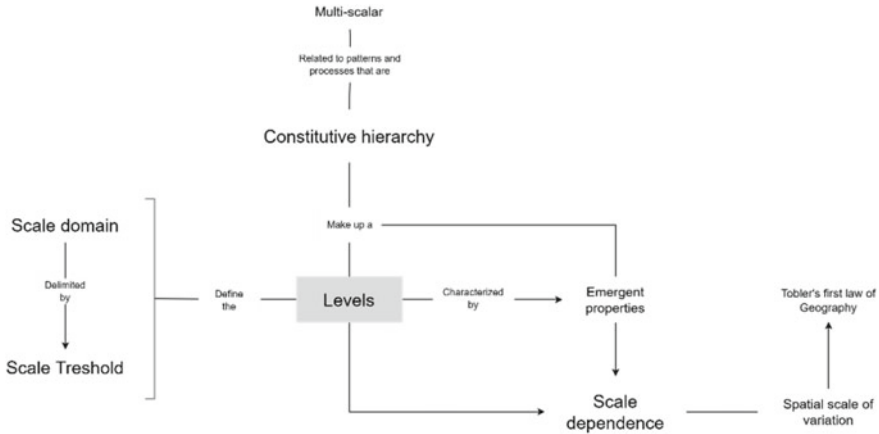 Multi-scalar
Related to patterns and
processes that are
Constitutive hierarchy
Make up a
Scale domain
Delimited
by
Scale Treshold
Define
the
Levels
Characterized
by
Emergent
properties
Scale
dependence
Tobler's first law of
Geography
Spatial scale of
variation